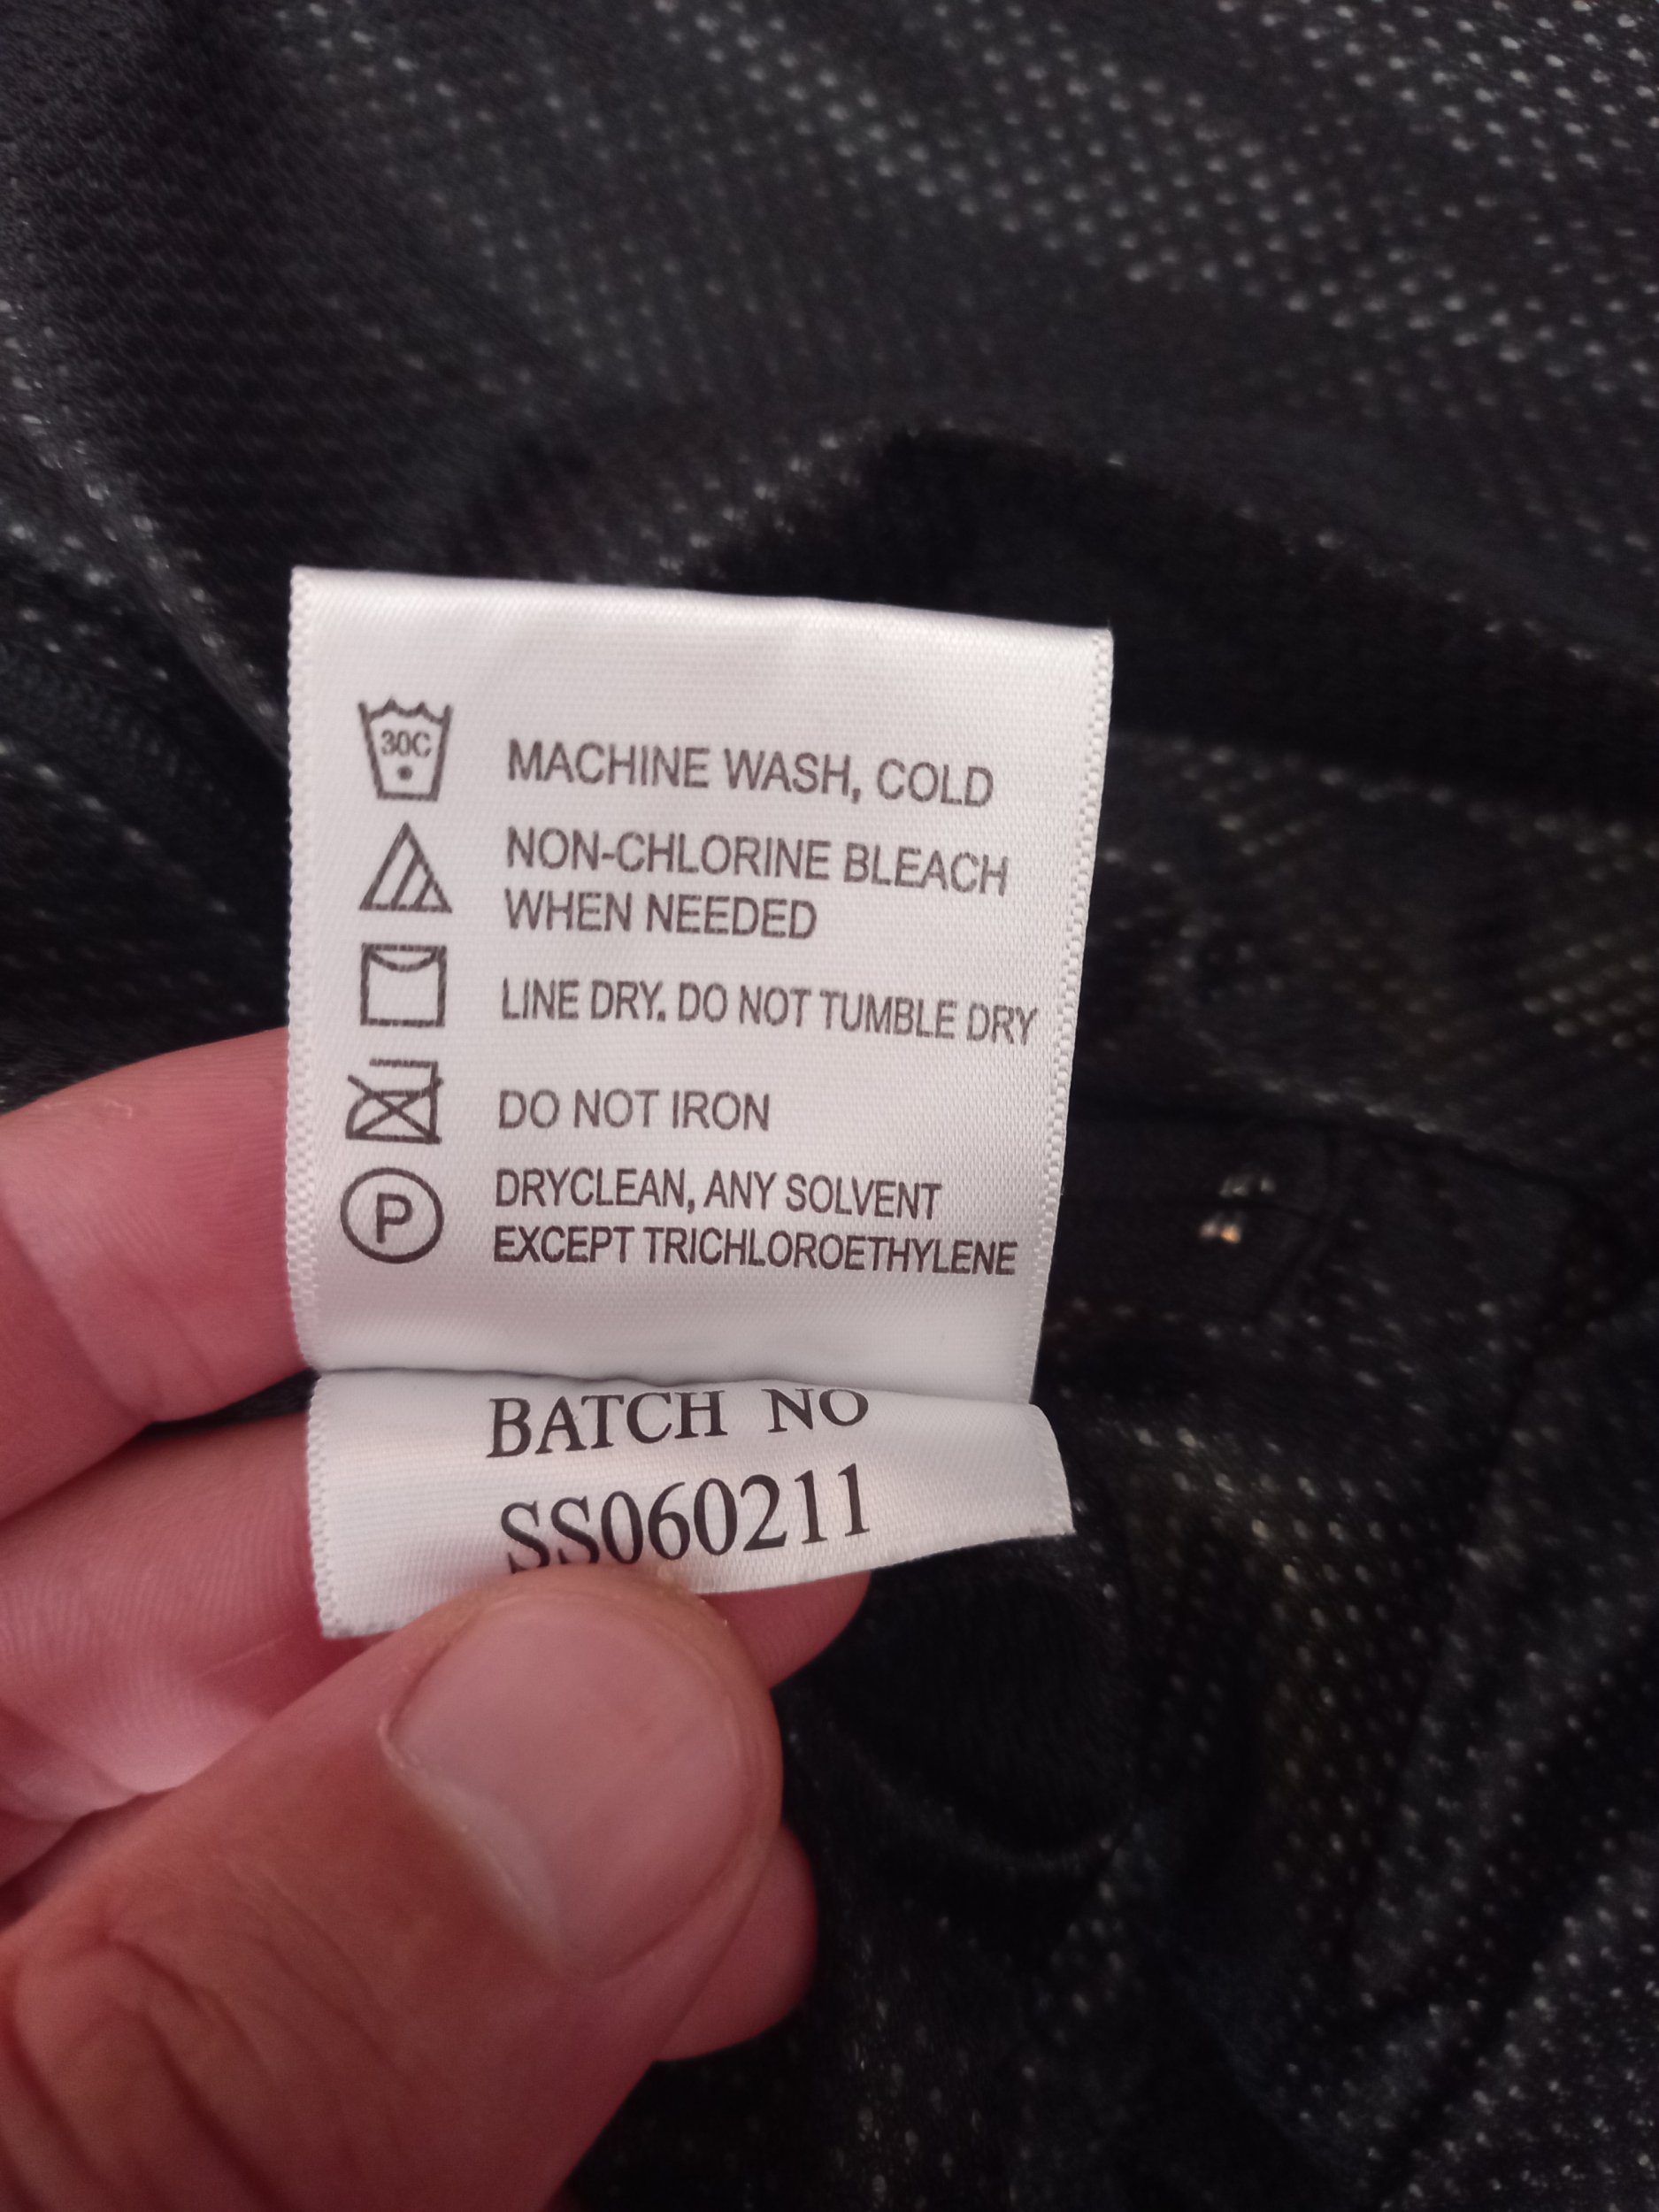 30C
MACHINE WASH, COLD
NON-CHLORINE BLEACH
WHEN NEEDED
LINE DRY. DO NOT TUMBLE DRY
DO NOT IRON
P
DRYCLEAN, ANY SOLVENT
EXCEPT TRICHLOROETHYLENE
BATCH NO
SS060211